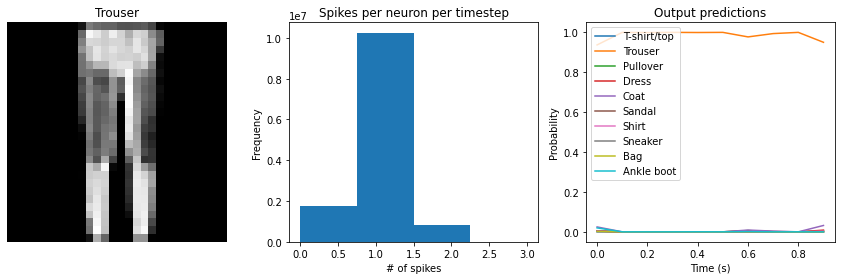 Trouser
Spikes per neuron per timestep
1e7
1.0
0.8
0.6
0.4
0.2
0.0
Frequency
0.0 0.5 1.0 1.5 2.0 2.5 3.0
# of spikes
Output predictions
1.0
0.8
0.6
0.4
0.2
0.0
Probability
T-shirt/top
Trouser
Pullover
Dress
Coat
Sandal
Shirt
Sneaker
Bag
Ankle boot
0.0 0.2 0.4 0.6 0.8
Time (s)